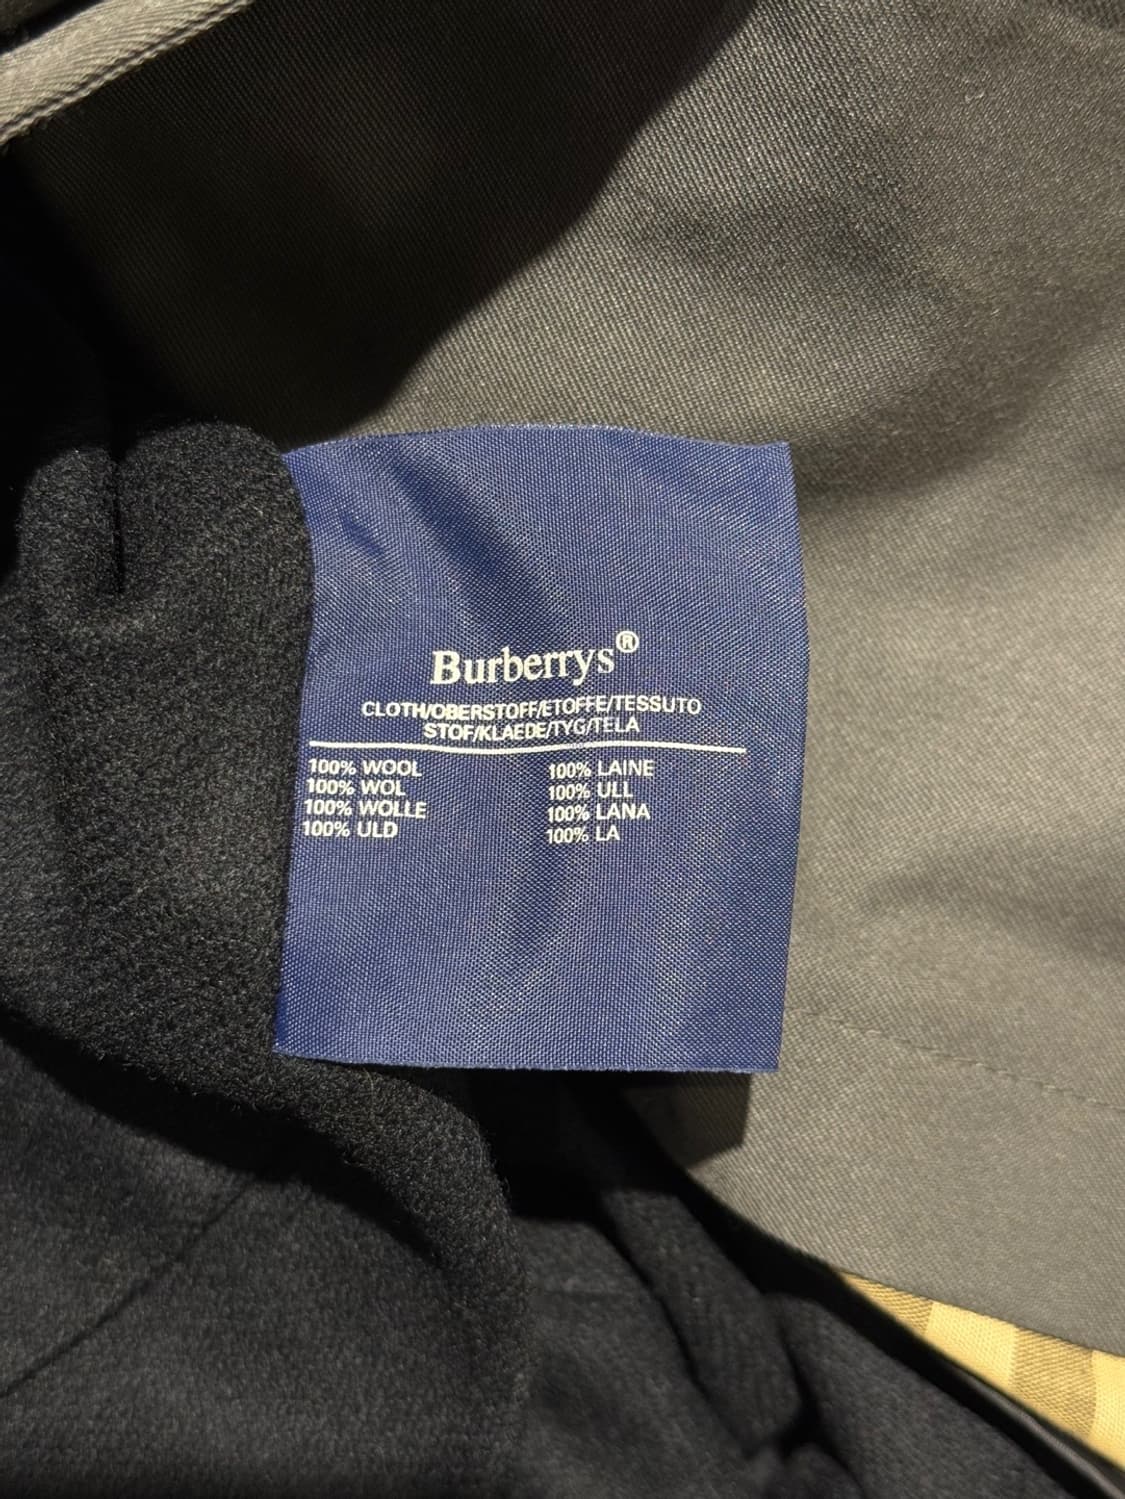 Burberrys®
CLOTH/OBERSTOFF/ETOFFE/TESSUTO
STOF/KLAEDE/TYG/TELA
100% WOOL
100% WOL
100% WOLLE
100% ULD
100% LAINE
100% ULL
100% LANA
100% LA